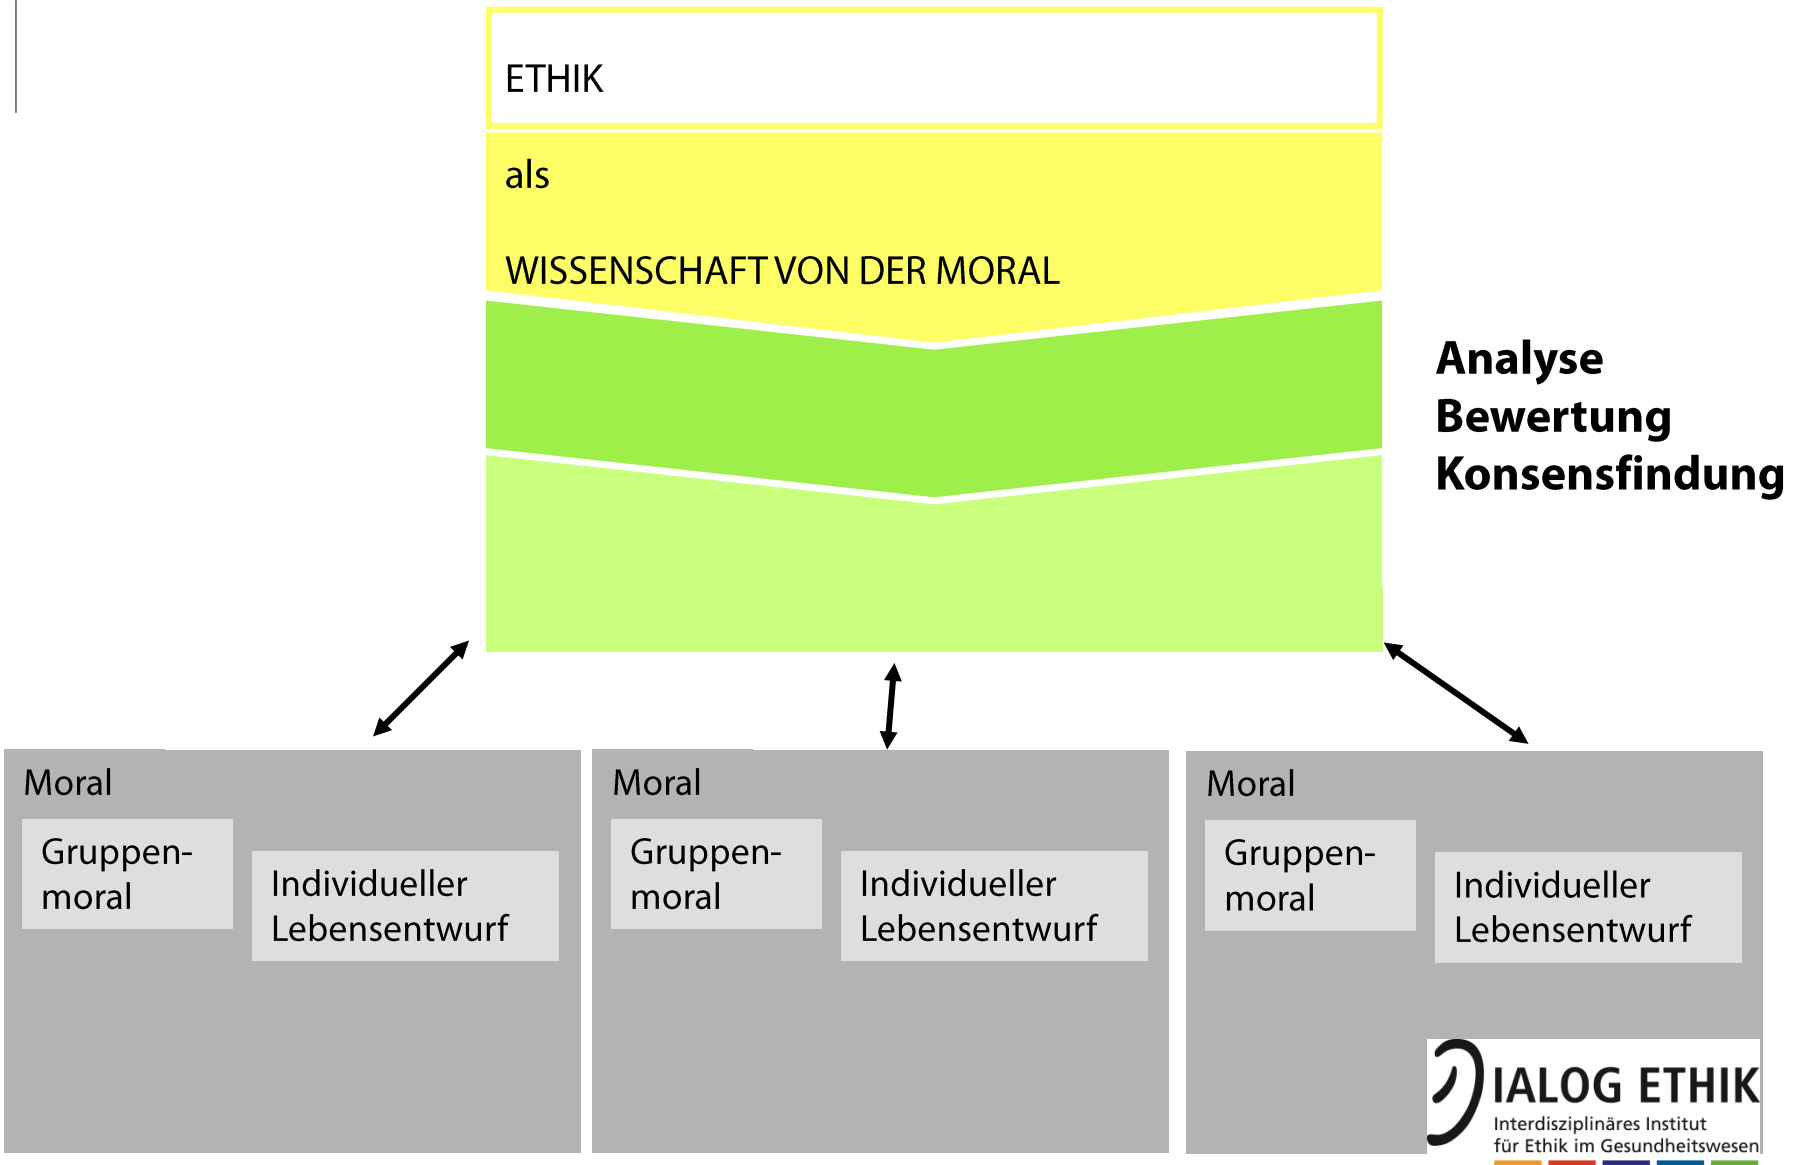 ETHIK
als
WISSENSCHAFT VON DER MORAL
Analyse
Bewertung
Konsensfindung
Moral
Gruppen-
moral
Individueller
Lebensentwurf
Moral
Gruppen-
moral
Individueller
Lebensentwurf
Moral
Gruppen-
moral
Individueller
Lebensentwurf
DIALOG ETHIK
Interdisziplinäres Institut
für Ethik im Gesundheitswesen